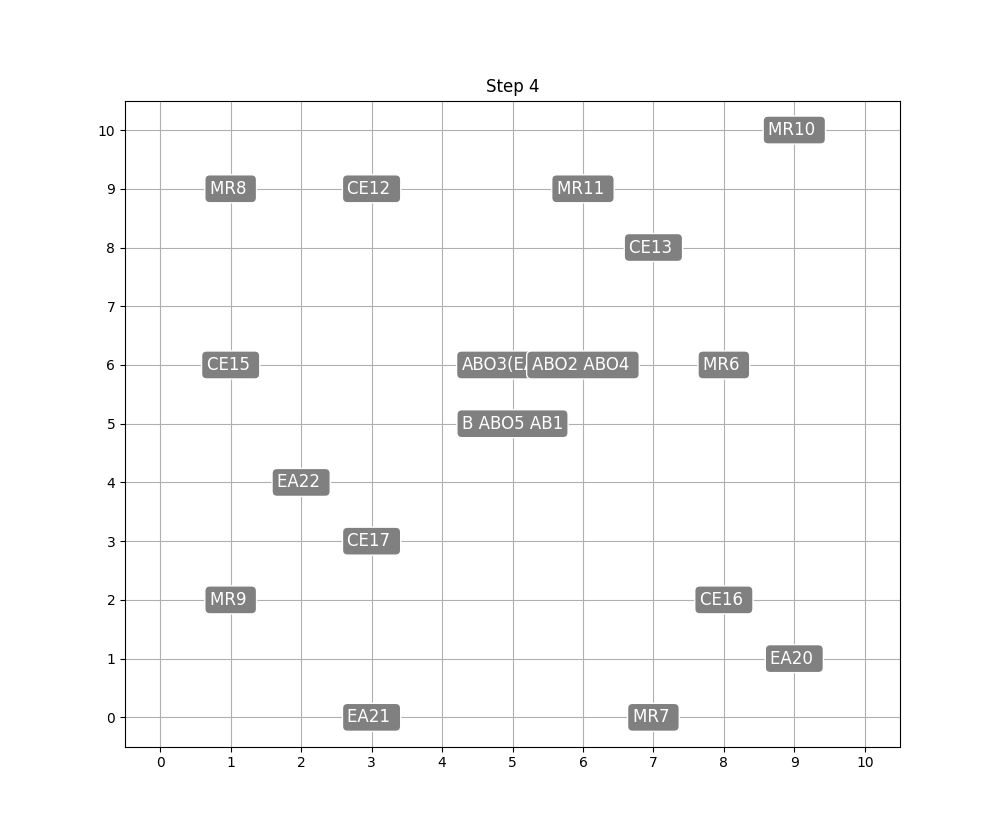 Step 4
10 MR10
9 MR8 CE12 MR11
8 CE13
7
6 CE15 ABO3(E ABO2 ABO4 MR6
5 B ABO5 AB1
4 EA22
3 CE17
2 MR9 CE16
1 EA20
0 EA21 MR7
0 1 2 3 4 5 6 7 8 9 10